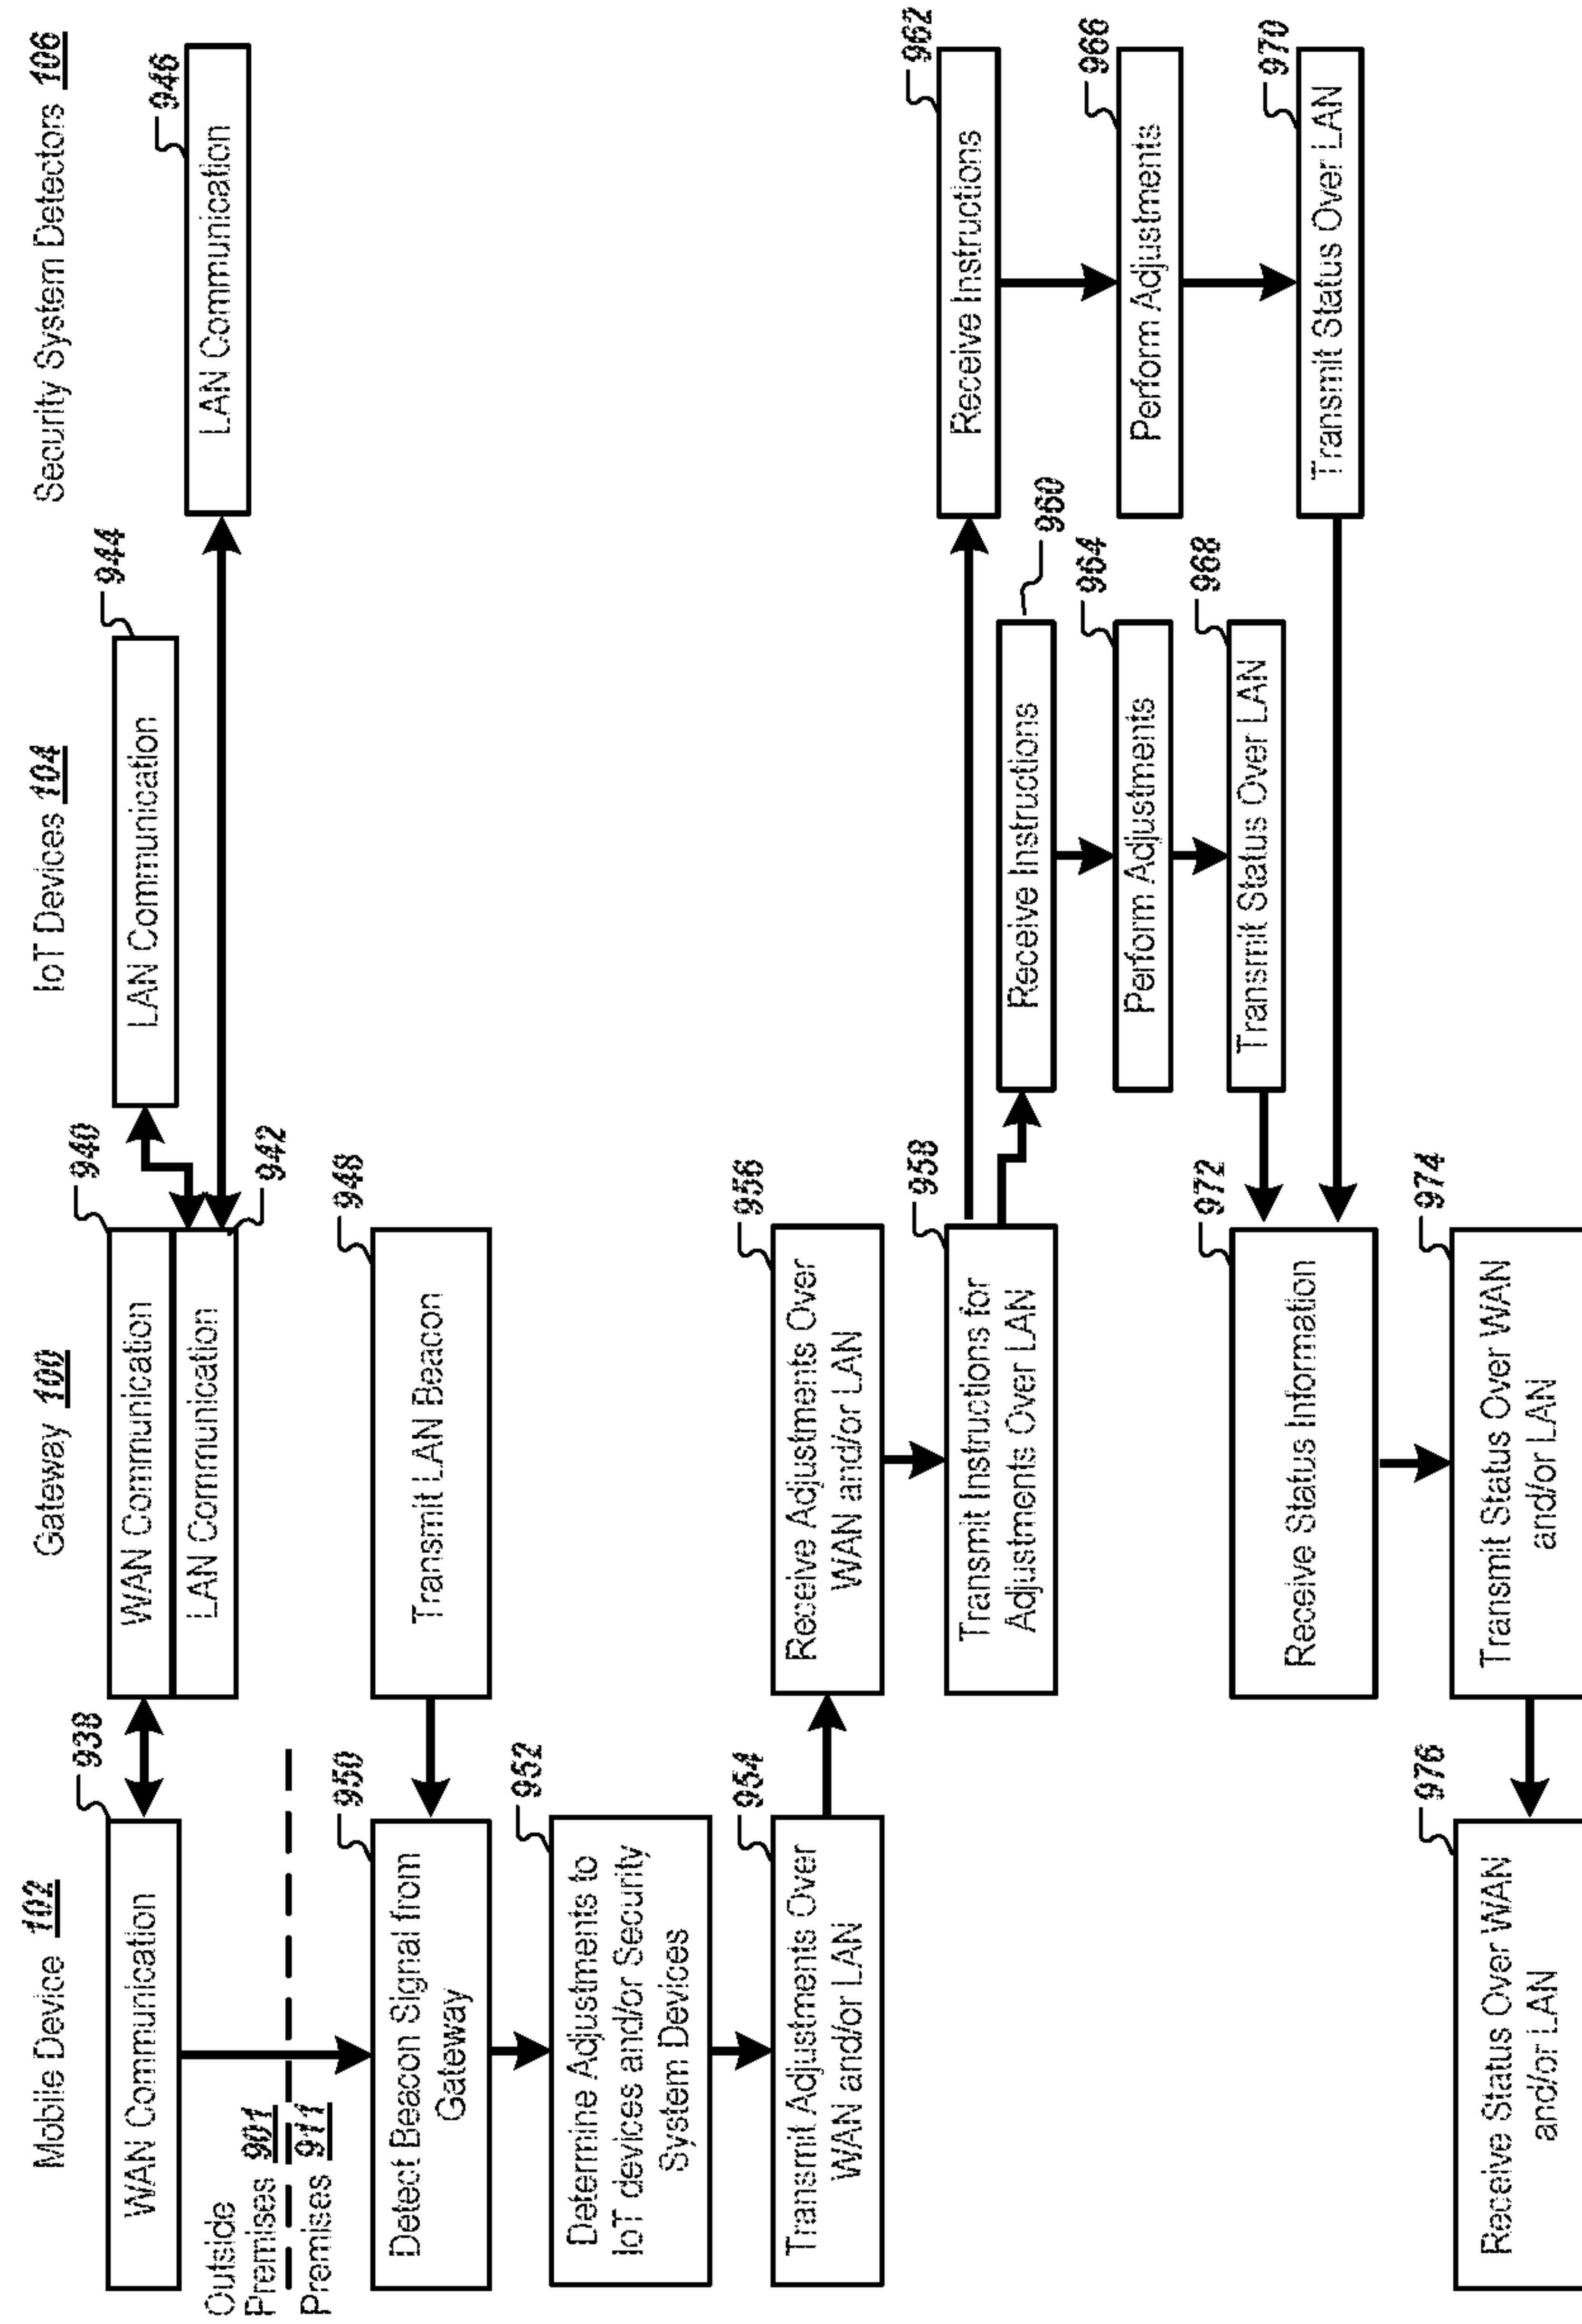 Mobile Device 102
Gateway 100
IoT Devices 104
Security System Detectors 106
938
WAN Communication
940
WAN Communication
LAN Communication
942
944
LAN Communication
946
LAN Communication
Outside
Premises 901
Premises 911
948
Transmit LAN Beacon
950
Detect Beacon Signal from
Gateway
952
Determine Adjustments to
IoT devices and/or Security
System Devices
954
Transmit Adjustments Over
WAN and/or LAN
956
Receive Adjustments Over
WAN and/or LAN
958
Transmit Instructions for
Adjustments Over LAN
960
Receive Instructions
962
Receive Instructions
964
Perform Adjustments
966
Perform Adjustments
968
Transmit Status Over LAN
970
Transmit Status Over LAN
972
Receive Status Information
974
Transmit Status Over WAN
and/or LAN
976
Receive Status Over WAN
and/or LAN